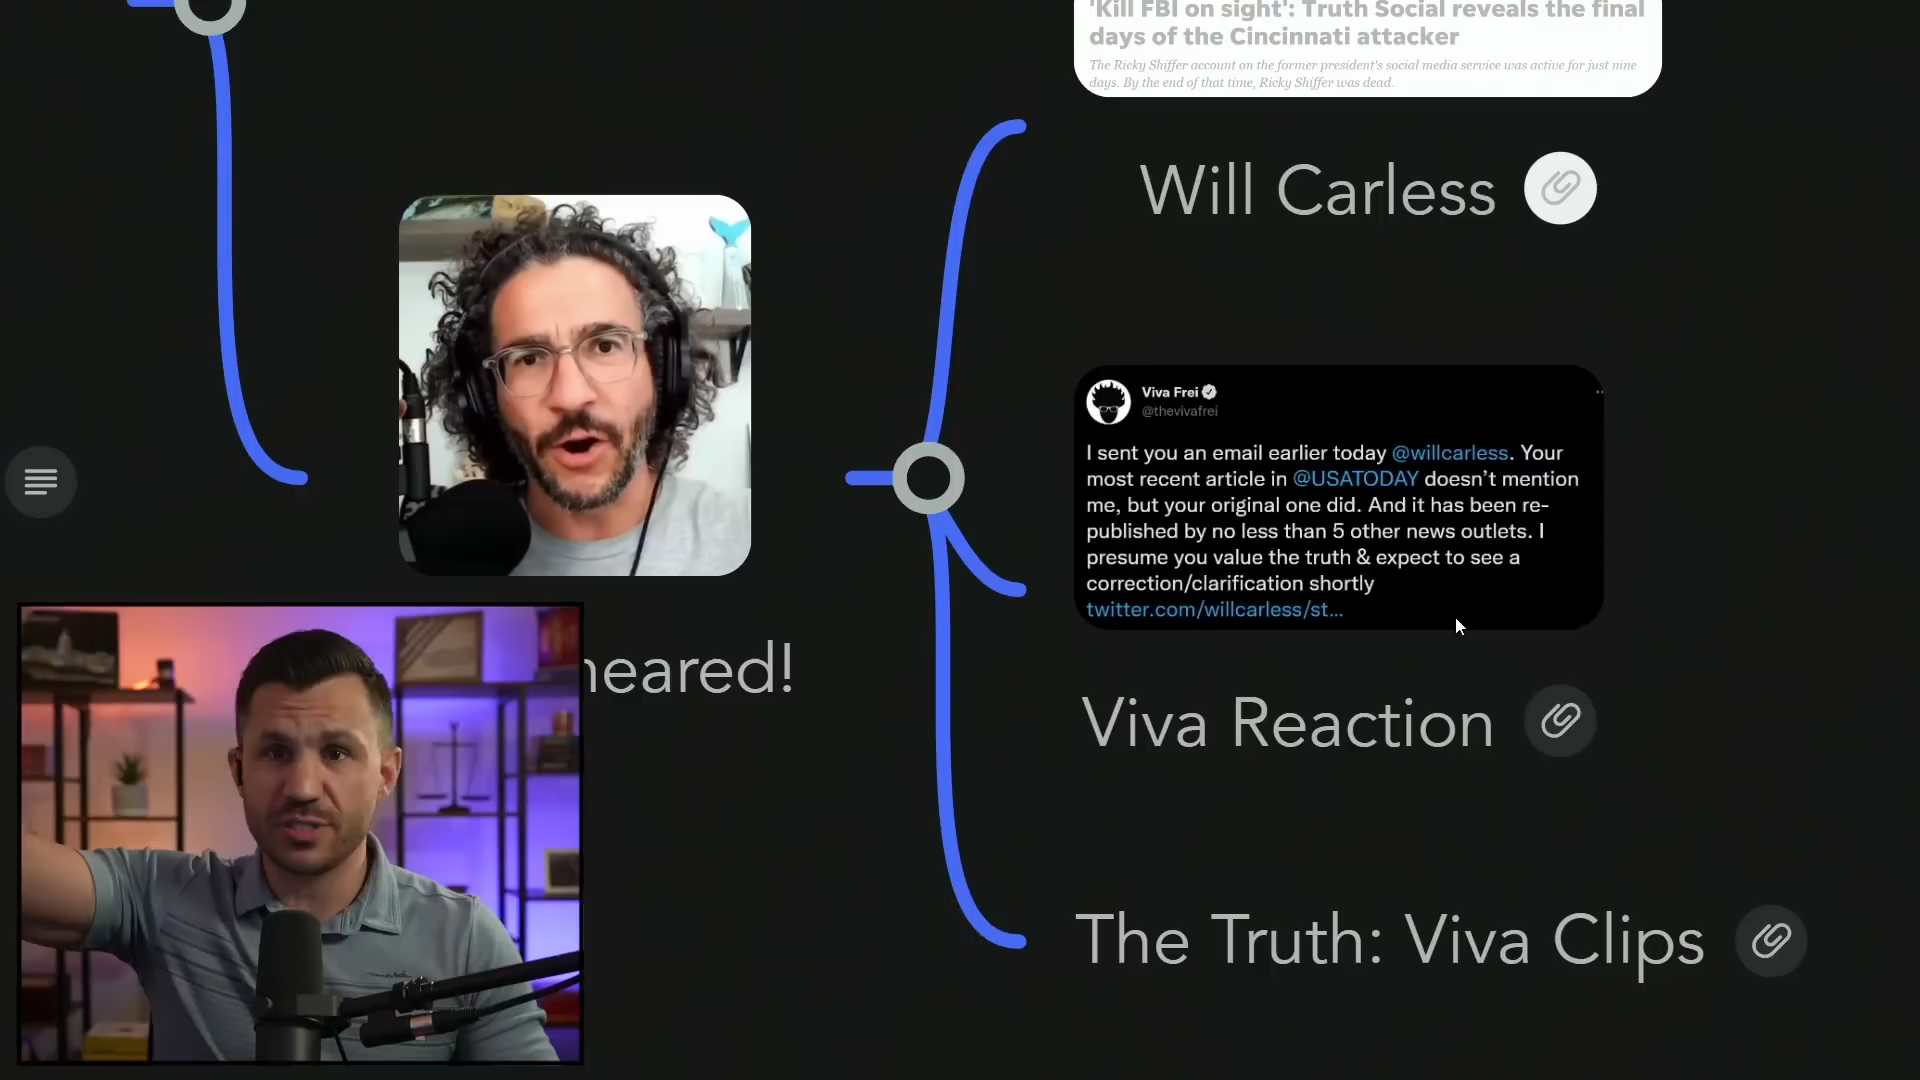 'Kill FBI on sight': Truth Social reveals the final
days of the Cincinnati attacker
The Ricky Shiffer account on the former president's social media service was active for just nine
days. By the end of that time, Ricky Shiffer was dead.
Will Carless
Viva Frei
@thevivafrei
I sent you an email earlier today @willcarless. Your
most recent article in @USATODAY doesn't mention
me, but your original one did. And it has been re-
published by no less than 5 other news outlets. I
presume you value the truth & expect to see a
correction/clarification shortly
twitter.com/willcarless/st...
neared!
Viva Reaction
The Truth: Viva Clips